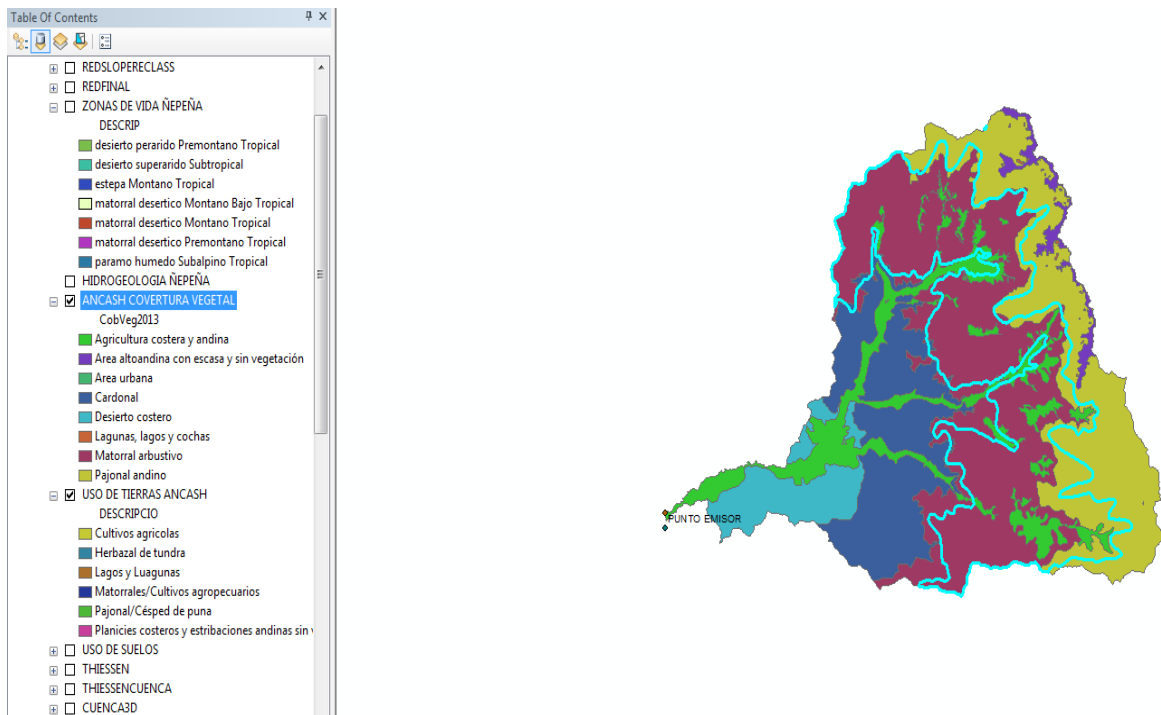 Table Of Contents
REDSLOPERECLASS
REDFINAL
ZONAS DE VIDA ÑEPEÑA
DESCRIP
desierto perarido Premontano Tropical
desierto superarido Subtropical
estepa Montano Tropical
matorral desertico Montano Bajo Tropical
matorral desertico Montano Tropical
matorral desertico Premontano Tropical
paramo humedo Subalpino Tropical
HIDROGEOLOGIA ÑEPEÑA
ANCASH COVERTURA VEGETAL
CobVeg2013
Agricultura costera y andina
Area altoandina con escasa y sin vegetación
Area urbana
Cardonal
Desierto costero
Lagunas, lagos y cochas
Matorral arbustivo
Pajonal andino
USO DE TIERRAS ANCASH
DESCRIPCIO
Cultivos agricolas
Herbazal de tundra
Lagos y Luagunas
Matorrales/Cultivos agropecuarios
Pajonal/Césped de puna
Planicies costeros y estribaciones andinas sin
USO DE SUELOS
THIESSEN
THIESSENCUENCA
CUENCA3D
PUNTO EMISOR